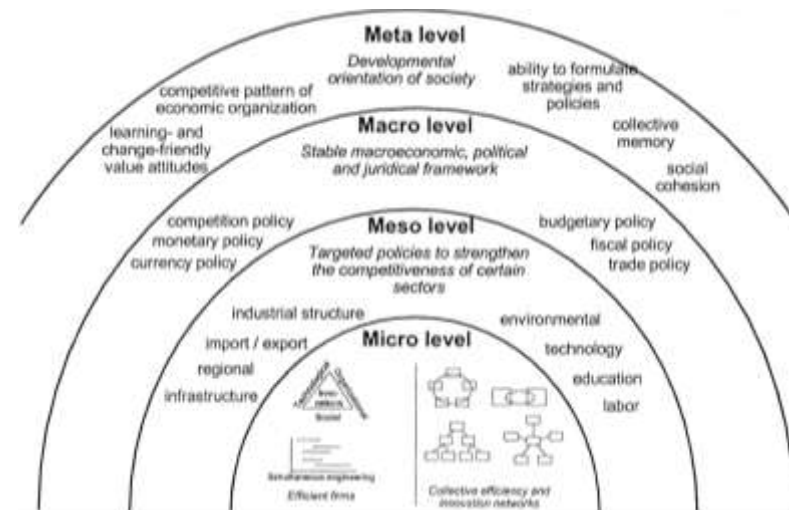 Meta level
Developmental
orientation of society
competitive pattern of
economic organization
learning- and
change-friendly
value attitudes
ability to formulate
strategies and
policies
collective
memory
social
cohesion
Macro level
Stable macroeconomic, political
and juridical framework
competition policy
monetary policy
currency policy
budgetary policy
fiscal policy
trade policy
Meso level
Targeted policies to strengthen
the competitiveness of certain
sectors
industrial structure
import / export
regional
infrastructure
environmental
technology
education
labor
Micro level
Organizational
Social
Simultaneous engineering
Efficient firms
Collective efficiency and
innovation networks